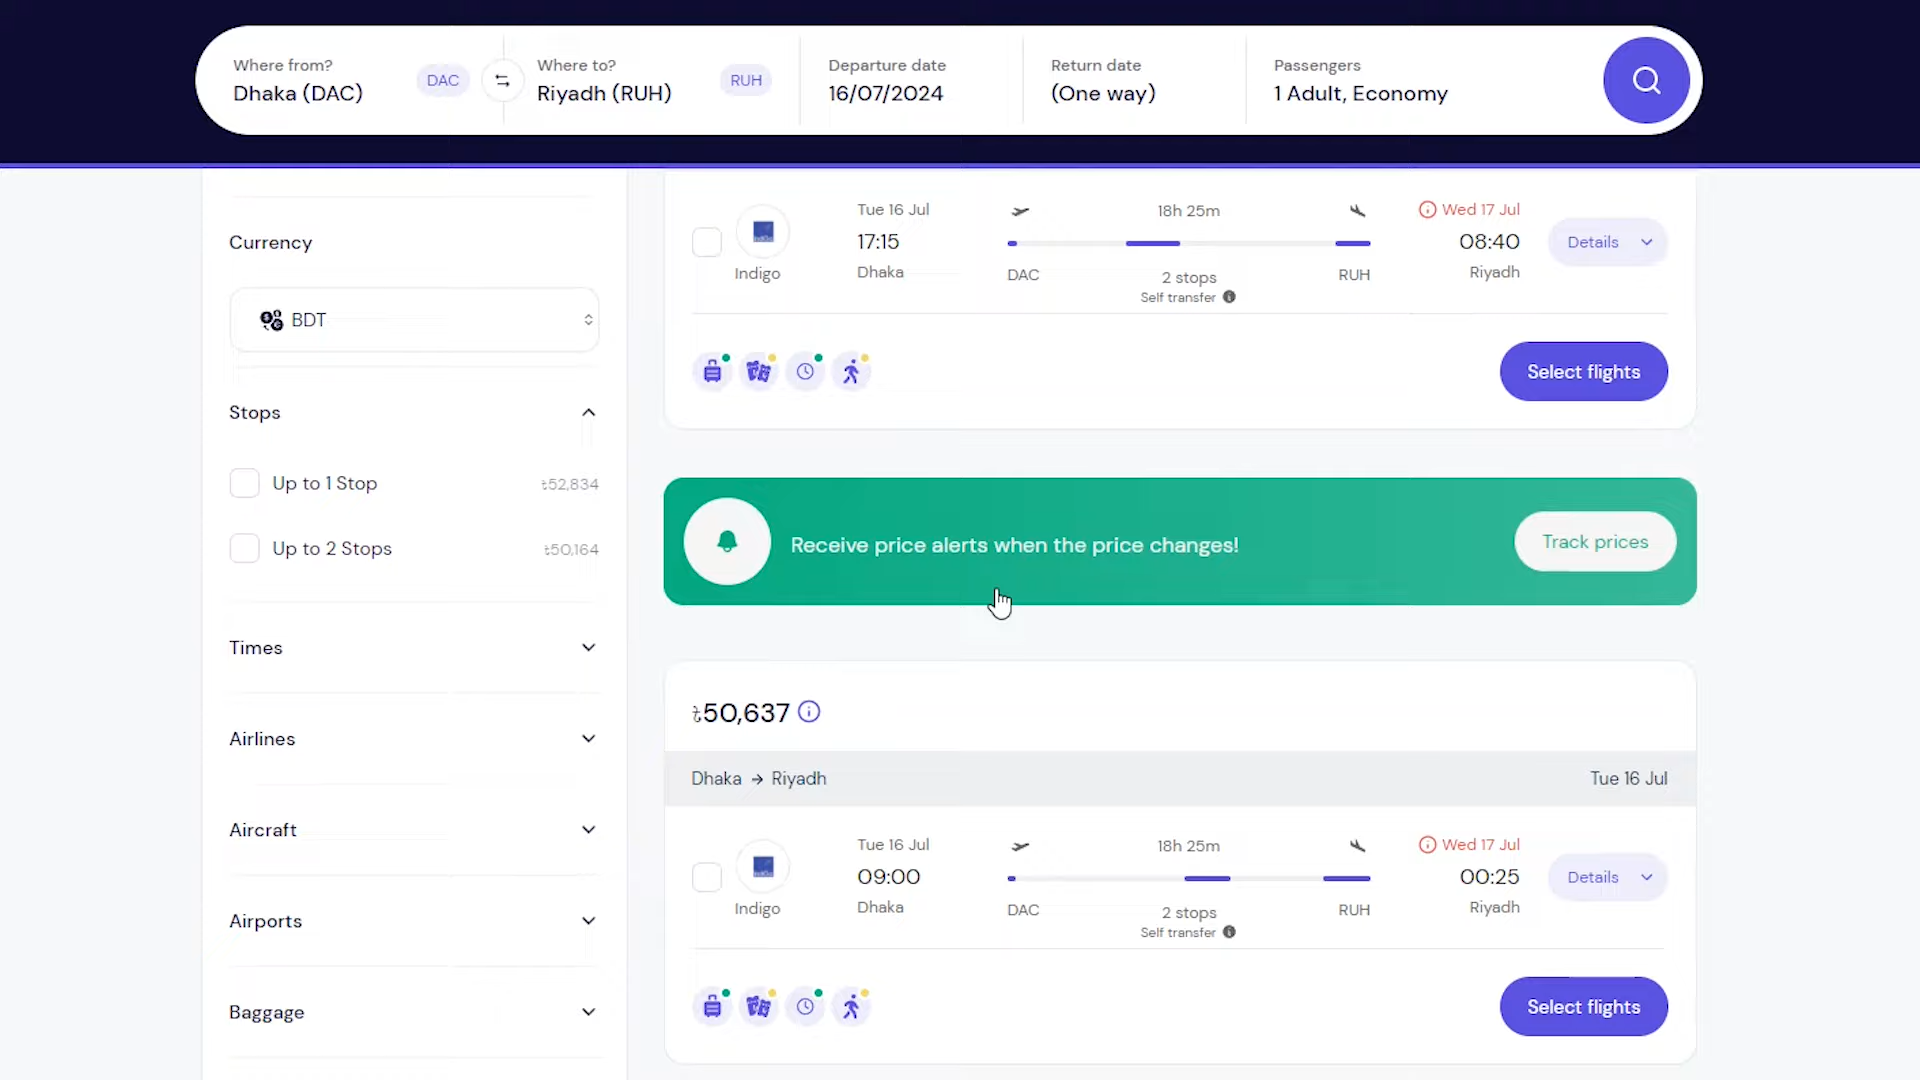 Where from?
Dhaka (DAC)
DAC
Where to?
Riyadh (RUH)
RUH
Departure date
16/07/2024
Return date
(One way)
Passengers
1 Adult, Economy
Currency
BDT
Stops
Up to 1 Stop
৳52,834
Up to 2 Stops
৳50,164
Times
Airlines
Aircraft
Airports
Baggage
Indigo
Tue 16 Jul
17:15
Dhaka
18h 25m
DAC
2 stops
Self transfer
RUH
Wed 17 Jul
08:40
Riyadh
Details
Select flights
Receive price alerts when the price changes!
Track prices
৳50,637
Dhaka → Riyadh
Tue 16 Jul
Indigo
Tue 16 Jul
09:00
Dhaka
18h 25m
DAC
2 stops
Self transfer
RUH
Wed 17 Jul
00:25
Riyadh
Details
Select flights